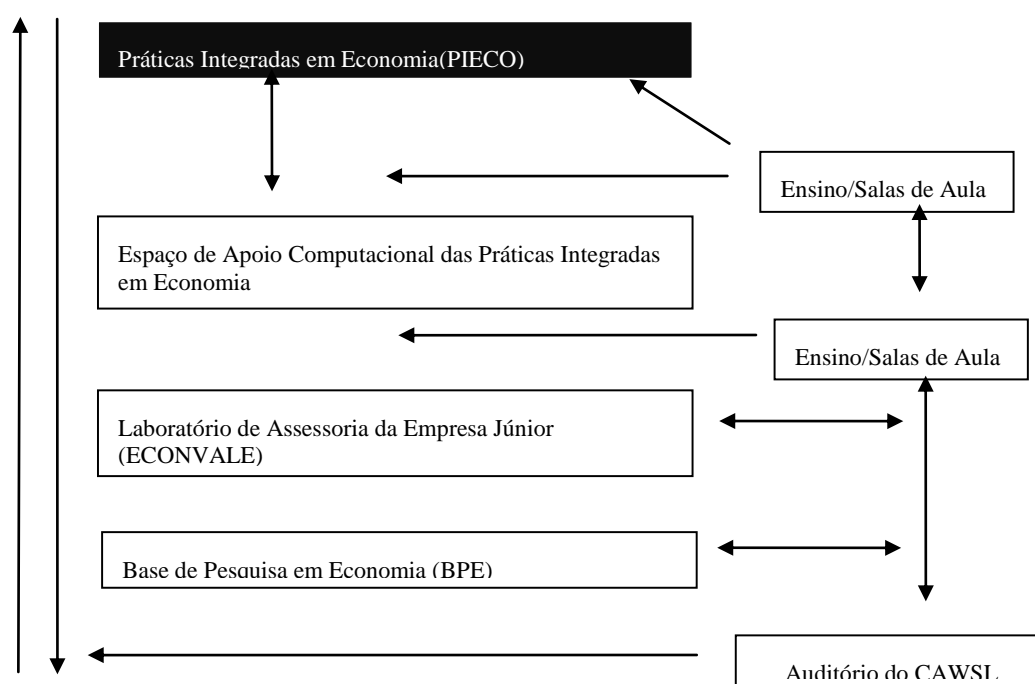 Práticas Integradas em Economia(PIECO)
Ensino/Salas de Aula
Espaço de Apoio Computacional das Práticas Integradas
em Economia
Ensino/Salas de Aula
Laboratório de Assessoria da Empresa Júnior
(ECONVALE)
Base de Pesquisa em Economia (BPE)
Auditório do CAWSL